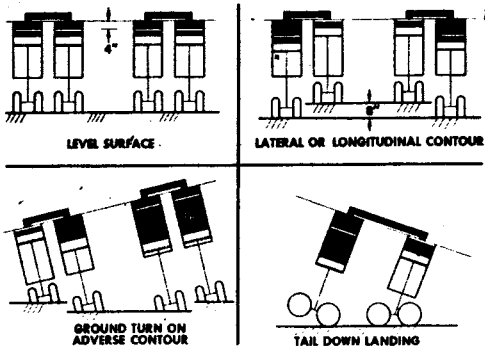 4"
LEVEL SURFACE
8"
LATERAL OR LONGITUDINAL CONTOUR
GROUND TURN ON
ADVERSE CONTOUR
TAIL DOWN LANDING